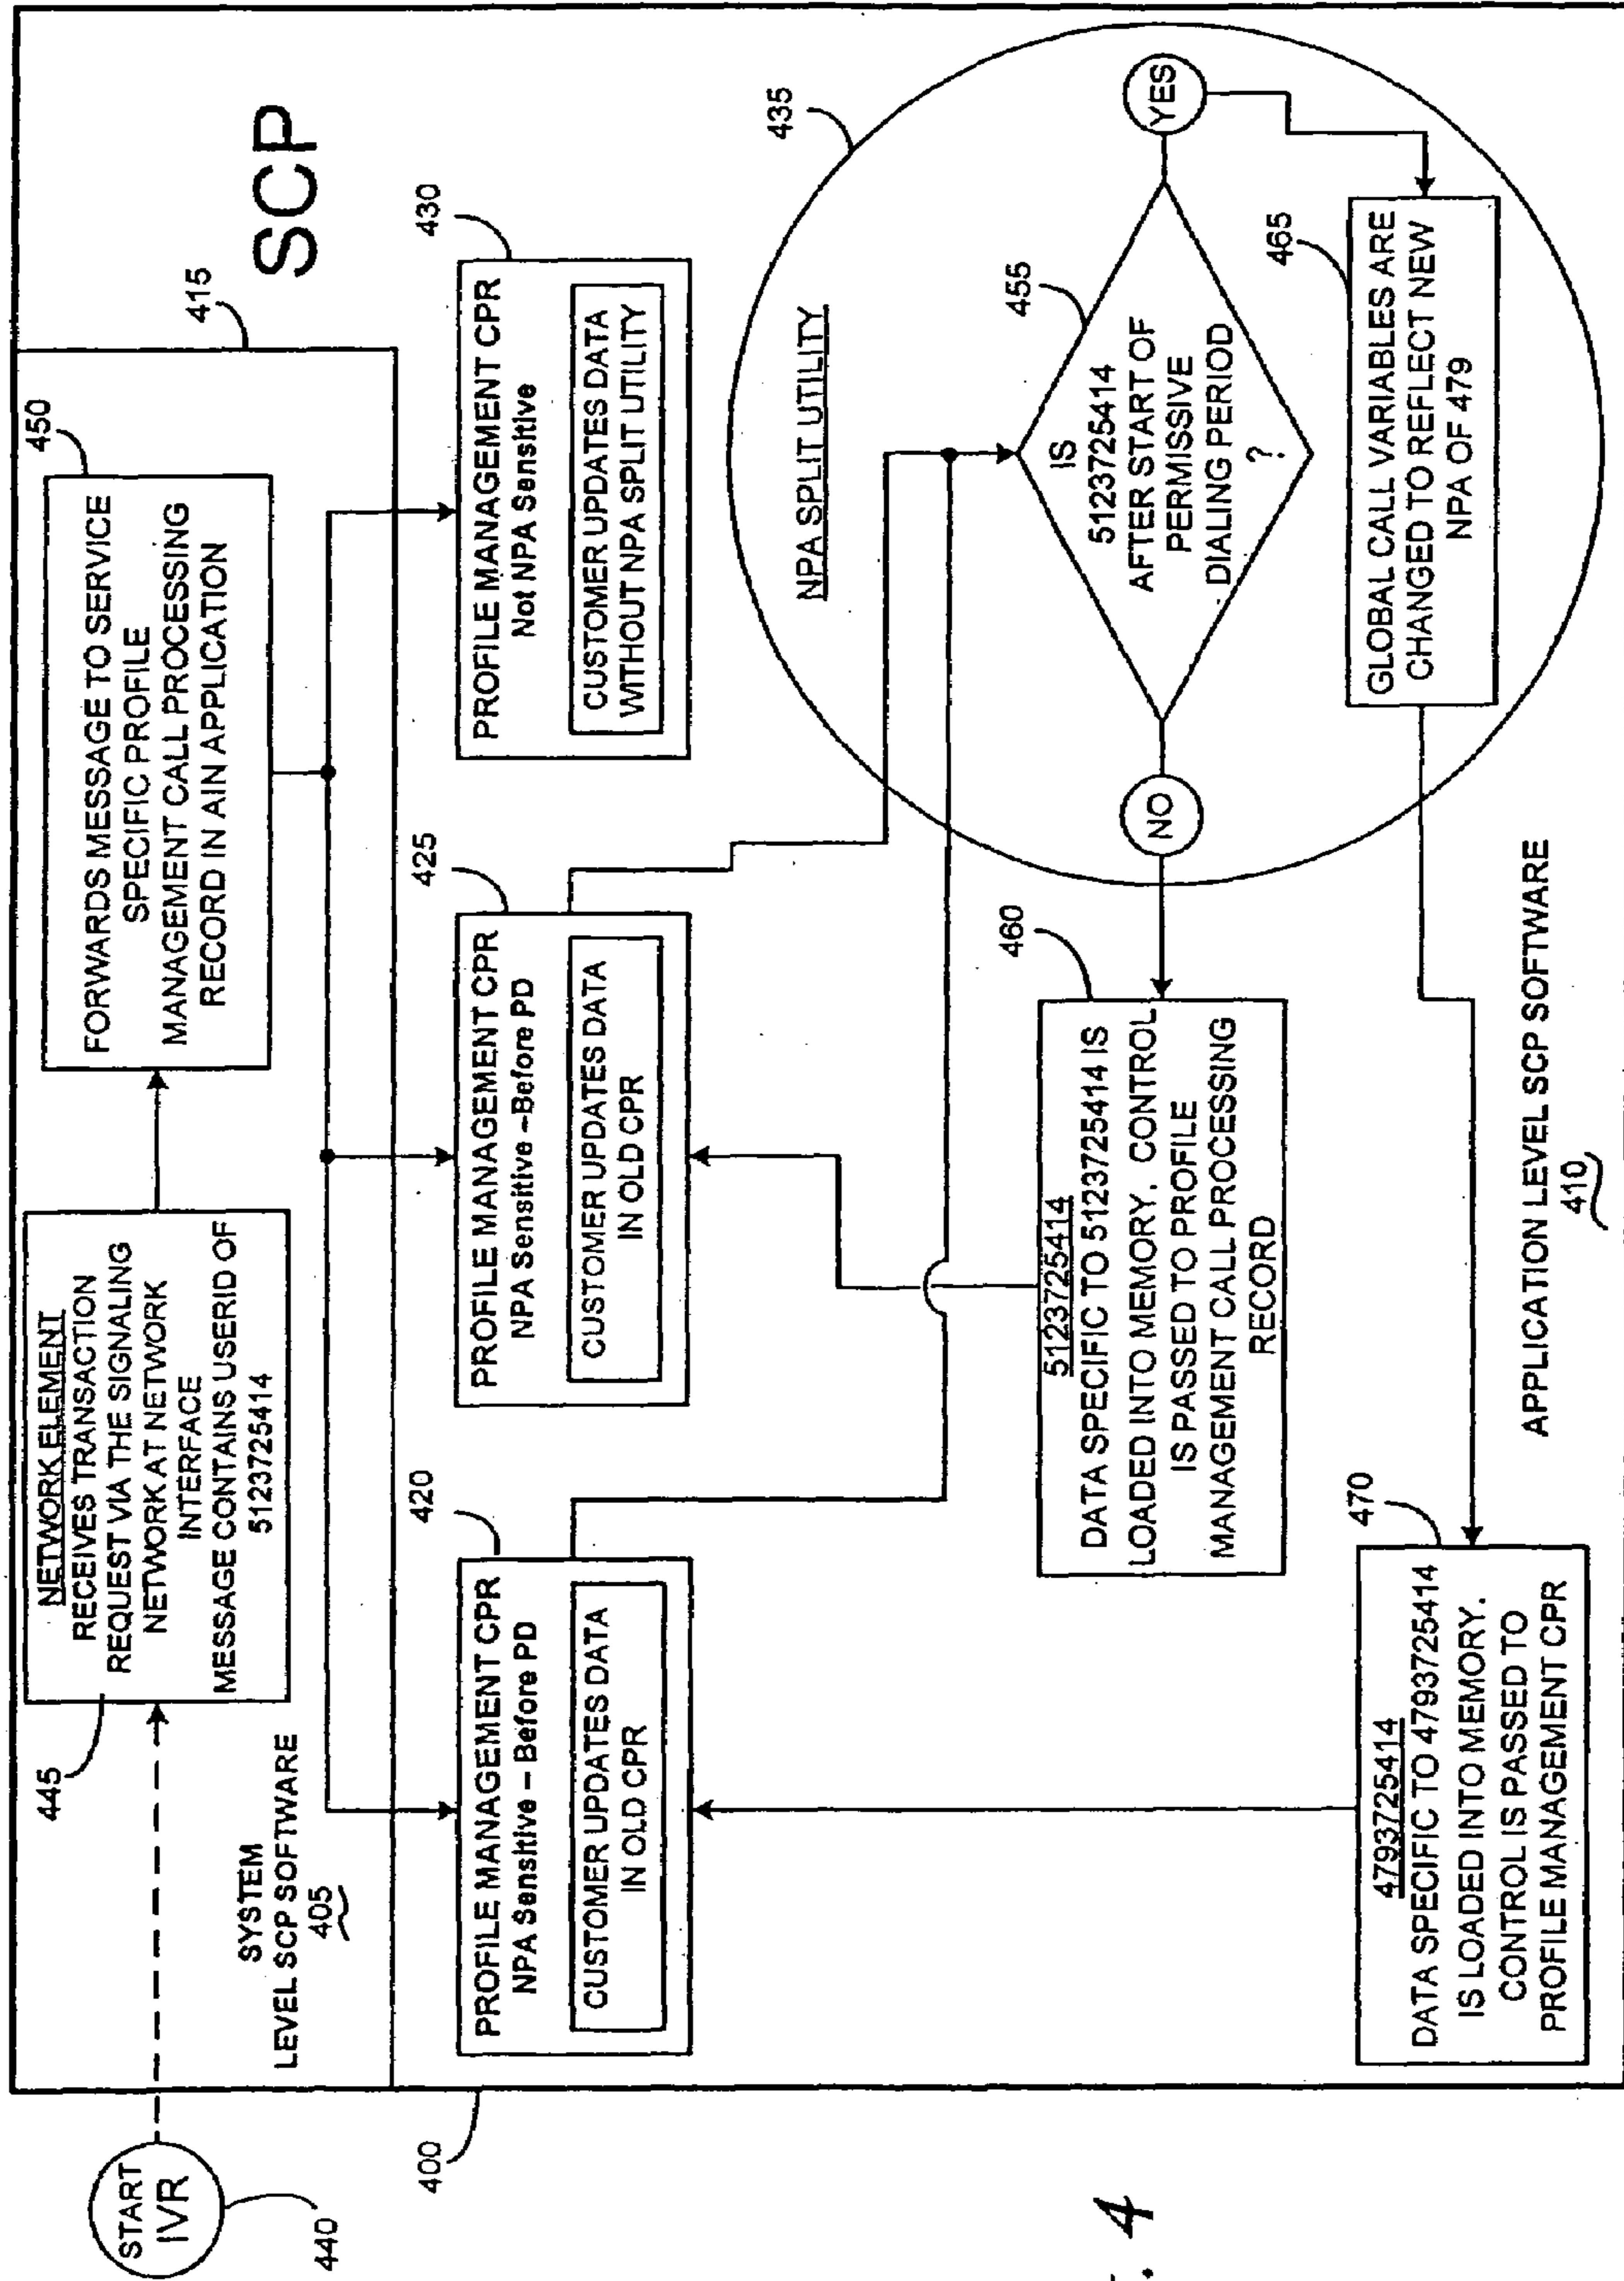 START
IVR
440
445
NETWORK ELEMENT
RECEIVES TRANSACTION
REQUEST VIA THE SIGNALING
NETWORK AT NETWORK
INTERFACE
MESSAGE CONTAINS USERID OF
5123725414
450
FORWARDS MESSAGE TO SERVICE
SPECIFIC PROFILE
MANAGEMENT CALL PROCESSING
RECORD IN AIN APPLICATION
415
SCP
SYSTEM
LEVEL SCP SOFTWARE
405
400
420
PROFILE MANAGEMENT CPR
NPA Sensitive – Before PD
CUSTOMER UPDATES DATA
IN OLD CPR
425
PROFILE MANAGEMENT CPR
NPA Sensitive –Before PD
CUSTOMER UPDATES DATA
IN OLD CPR
430
PROFILE MANAGEMENT CPR
Not NPA Sensitive
CUSTOMER UPDATES DATA
WITHOUT NPA SPLIT UTILITY
435
NPA SPLIT UTILITY
455
IS
5123725414
AFTER START OF
PERMISSIVE
DIALING PERIOD
?
NO
YES
460
5123725414
DATA SPECIFIC TO 5123725414 IS
LOADED INTO MEMORY. CONTROL
IS PASSED TO PROFILE
MANAGEMENT CALL PROCESSING
RECORD
465
GLOBAL CALL VARIABLES ARE
CHANGED TO REFLECT NEW
NPA OF 479
470
4793725414
DATA SPECIFIC TO 4793725414
IS LOADED INTO MEMORY.
CONTROL IS PASSED TO
PROFILE MANAGEMENT CPR
APPLICATION LEVEL SCP SOFTWARE
410
4